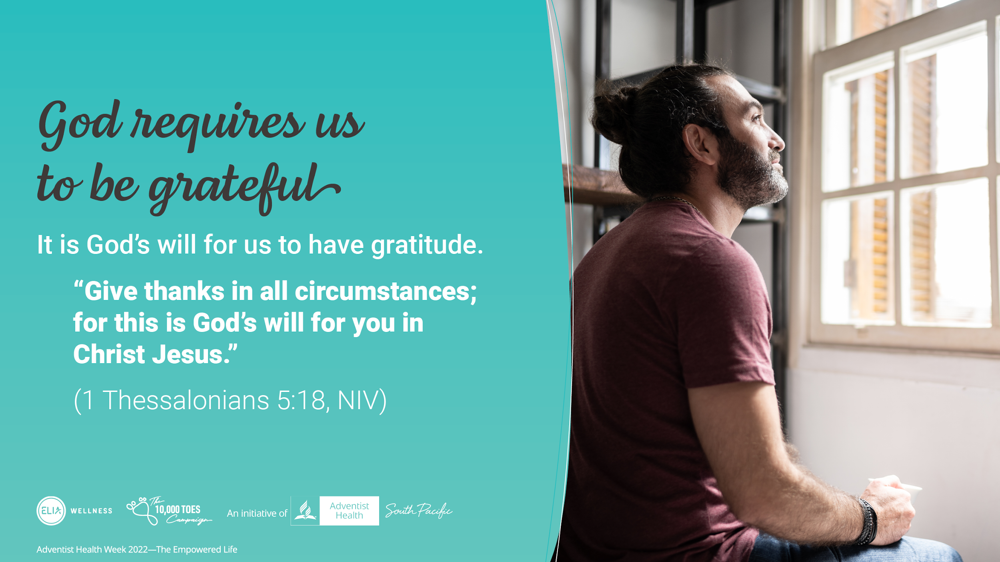 God requires us
to be grateful
It is God’s will for us to have gratitude.
“Give thanks in all circumstances;
for this is God’s will for you in
Christ Jesus.”
(1 Thessalonians 5:18, NIV)
ELIA WELLNESS
The
10,000 TOES
Campaign
An initiative of
Adventist
Health
South Pacific
Adventist Health Week 2022—The Empowered Life